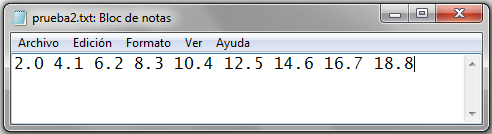 prueba2.txt: Bloc de notas
Archivo Edición Formato Ver Ayuda
2.0 4.1 6.2 8.3 10.4 12.5 14.6 16.7 18.8